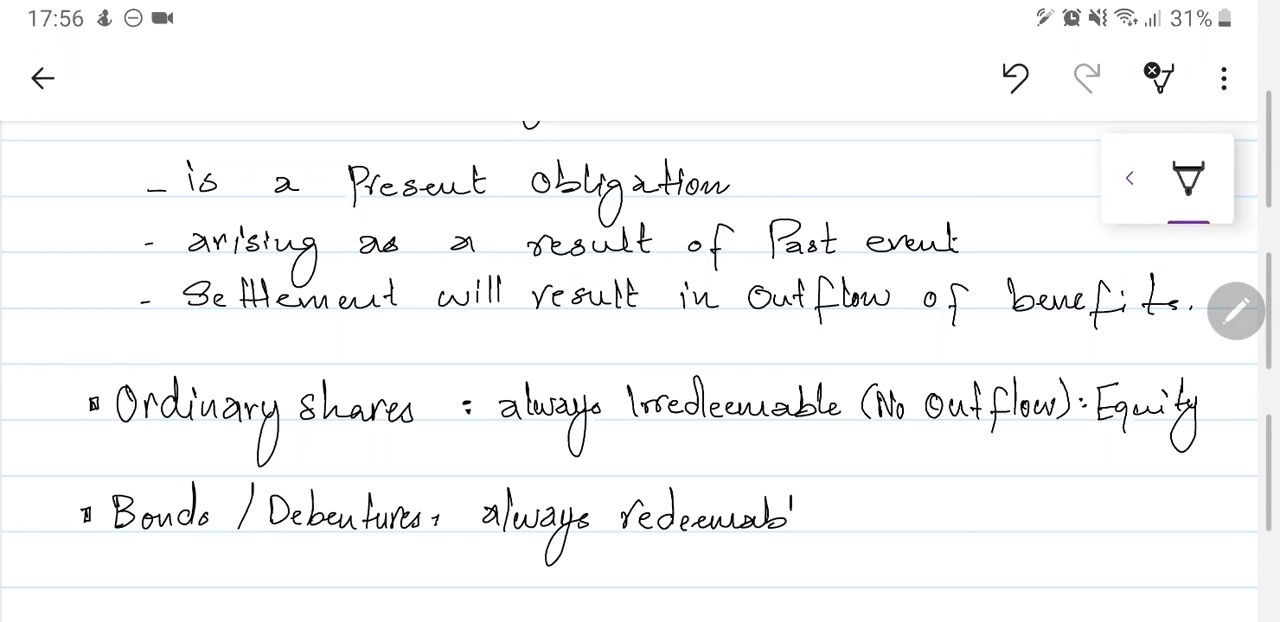 17:56 31%
- is a Present obligation
- arising as a result of Past event
- Settlement will result in Outflow of benefits.
Ordinary shares : always Irredeemable (No Outflow): Equity
Bonds / Debentures: always redeemab